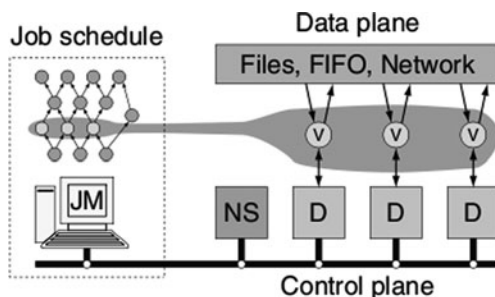 Job schedule
Data plane
Files, FIFO, Network
V V V
JM
NS D D D
Control plane